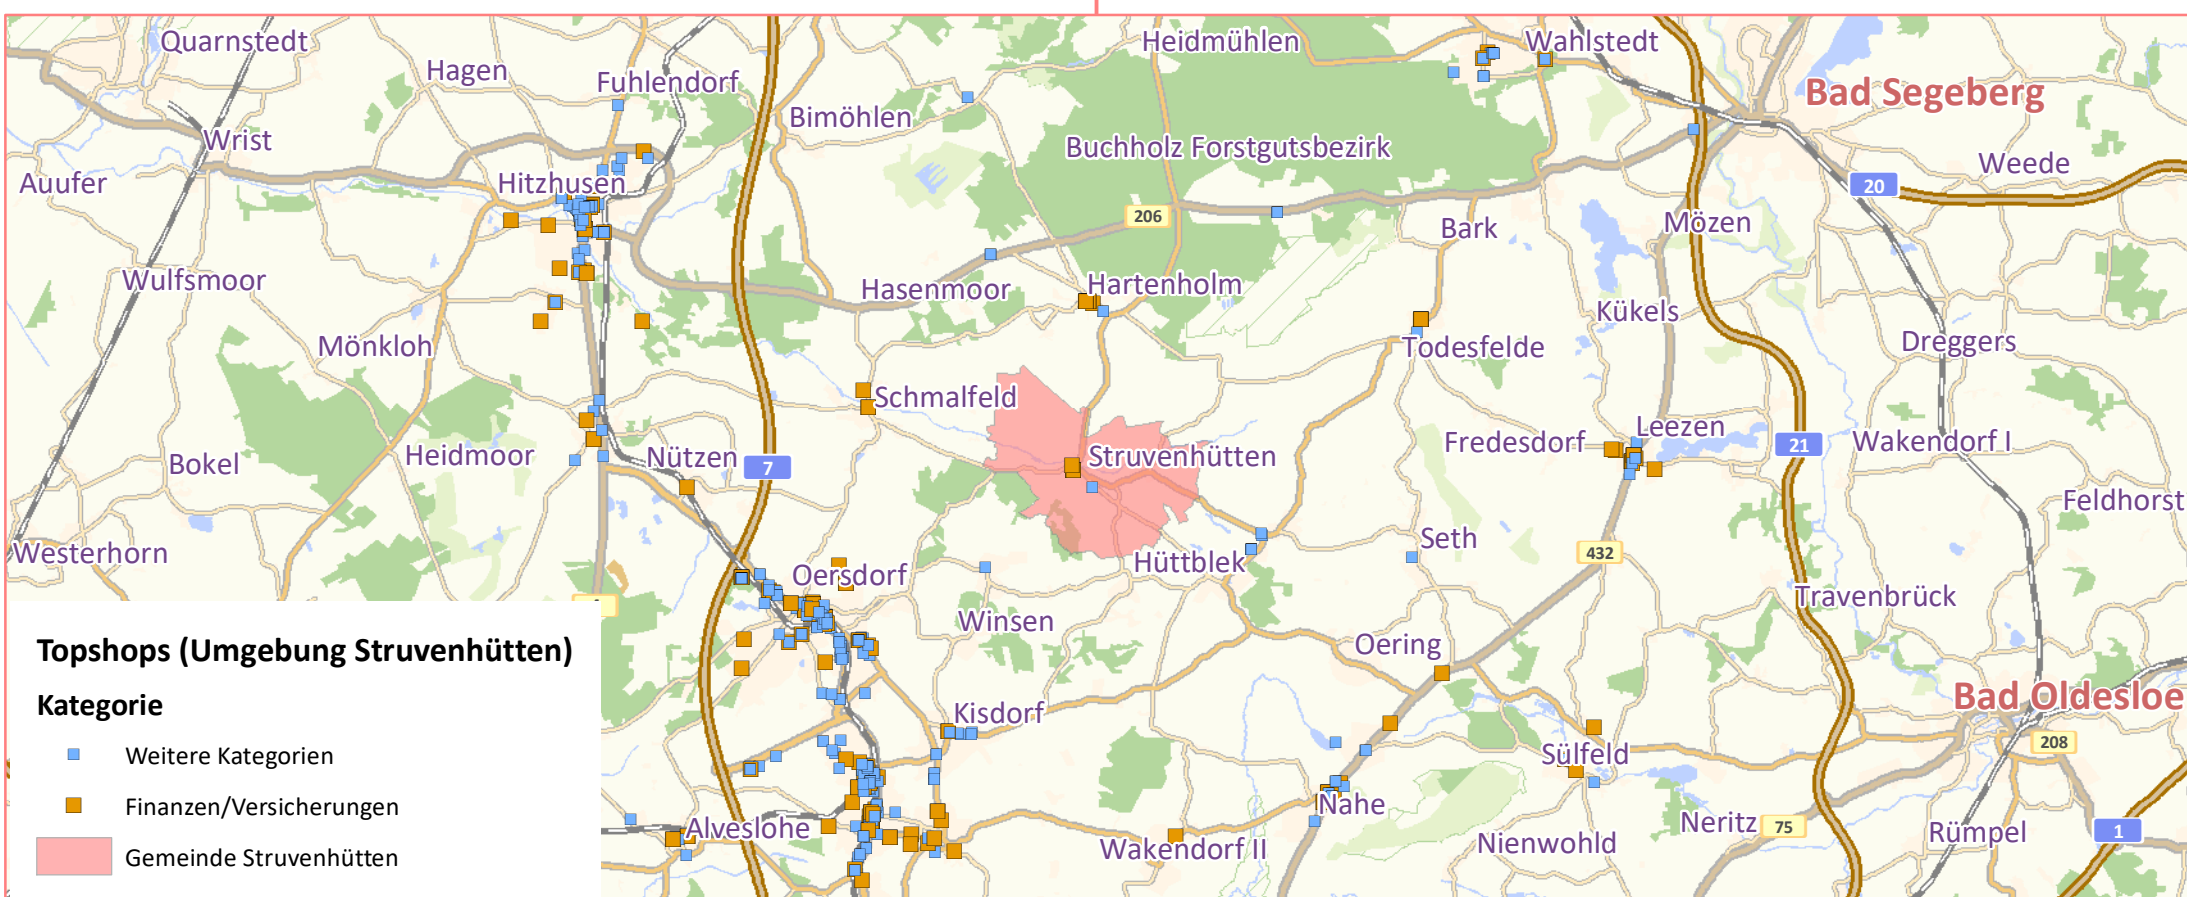 Quarnstedt
Heidmühlen
Wahlstedt
Hagen
Fuhlendorf
Bad Segeberg
Bimöhlen
Wrist
Buchholz Forstgutsbezirk
Weede
Auufer
Hitzhusen
20
206
Bark
Mözen
Wulfsmoor
Hasenmoor
Hartenholm
Kükels
Mönkloh
Todesfelde
Dreggers
Schmalfeld
Leezen
Heidmoor
Nützen
Struvenhütten
Fredesdorf
21
Wakendorf I
Bokel
7
Feldhorst
Westerhorn
Seth
432
Hüttblek
Oersdorf
Travenbrück
Winsen
Oering
Bad Oldesloe
Kisdorf
208
Sülfeld
Nahe
Alveslohe
Neritz
75
Rümpel
1
Wakendorf II
Nienwohld
Topshops (Umgebung Struvenhütten)
Kategorie
Weitere Kategorien
Finanzen/Versicherungen
Gemeinde Struvenhütten